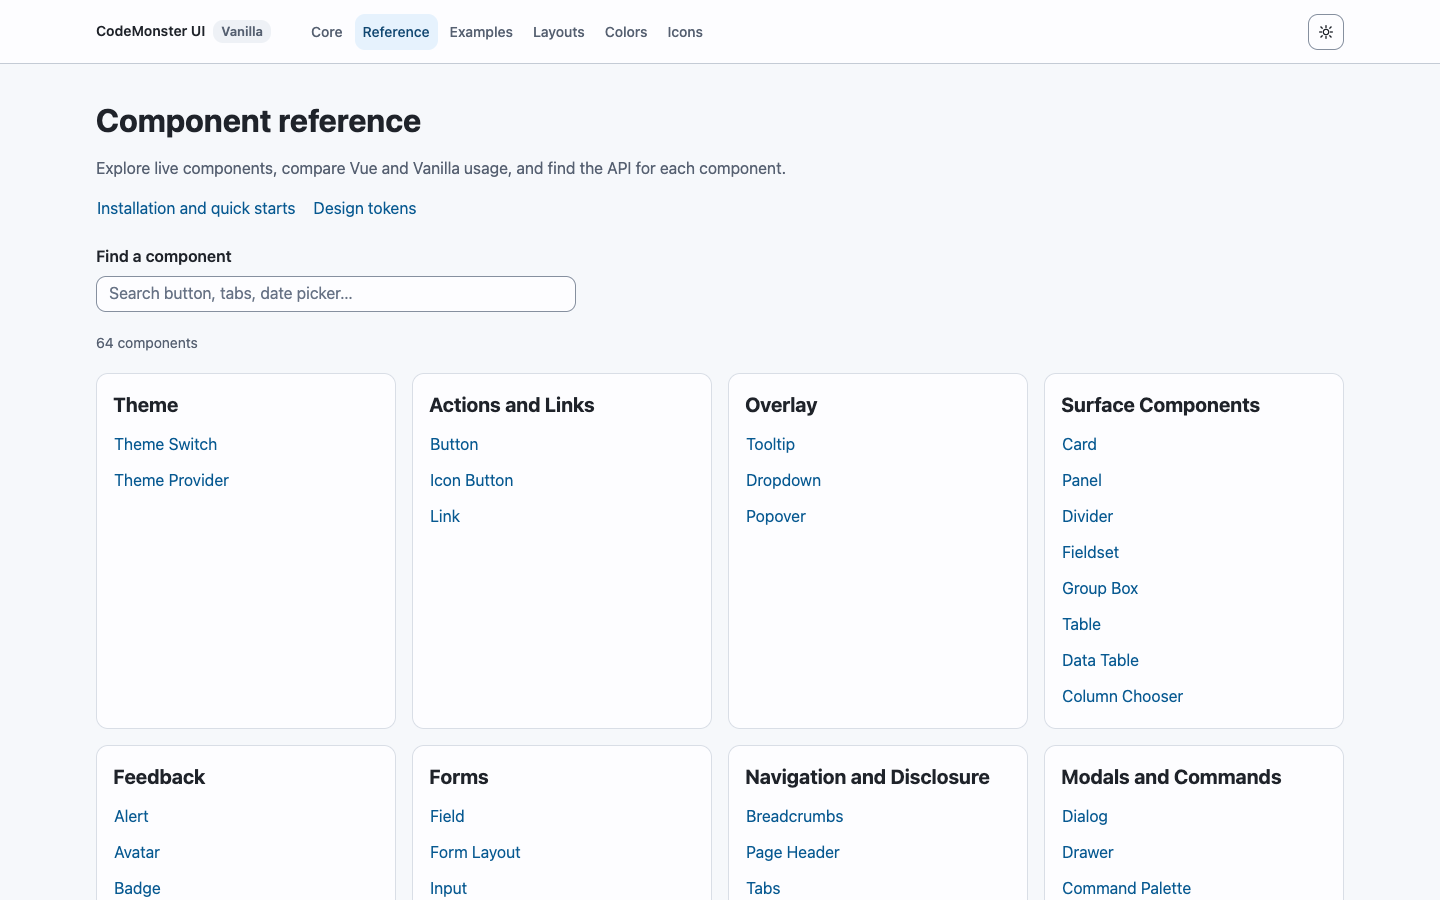 CodeMonster UI Vanilla Core Reference Examples Layouts Colors Icons
Component reference
Explore live components, compare Vue and Vanilla usage, and find the API for each component.
Installation and quick starts Design tokens
Find a component
Search button, tabs, date picker...
64 components
Theme
Theme Switch
Theme Provider
Actions and Links
Button
Icon Button
Link
Overlay
Tooltip
Dropdown
Popover
Surface Components
Card
Panel
Divider
Fieldset
Group Box
Table
Data Table
Column Chooser
Feedback
Alert
Avatar
Badge
Forms
Field
Form Layout
Input
Navigation and Disclosure
Breadcrumbs
Page Header
Tabs
Modals and Commands
Dialog
Drawer
Command Palette